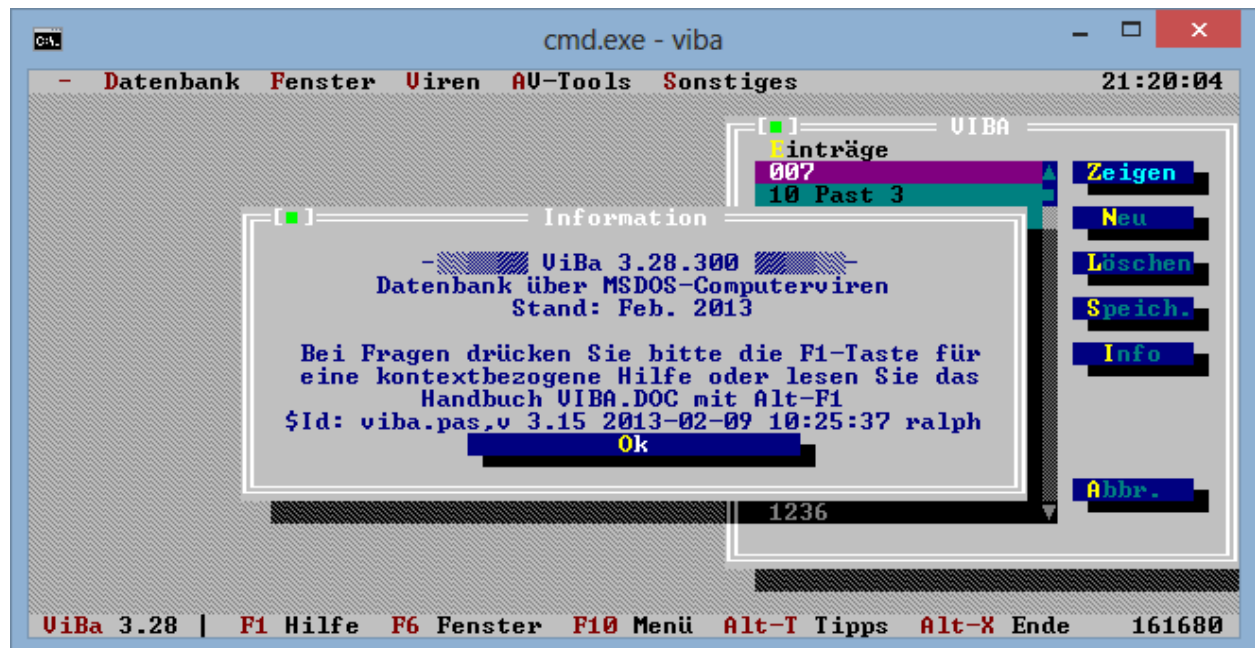 cmd.exe - viba
- Datenbank Fenster Viren AV-Tools Sonstiges 21:20:04
VIBA
Einträge
007
10 Past 3
Zeigen
Neu
Löschen
Speich.
Info
Abbr.
1236
Information
ViBa 3.28.300
Datenbank über MSDOS-Computerviren
Stand: Feb. 2013
Bei Fragen drücken Sie bitte die F1-Taste für
eine kontextbezogene Hilfe oder lesen Sie das
Handbuch VIBA.DOC mit Alt-F1
$Id: viba.pas,v 3.15 2013-02-09 10:25:37 ralph
Ok
ViBa 3.28 | F1 Hilfe F6 Fenster F10 Menü Alt-T Tipps Alt-X Ende 161680